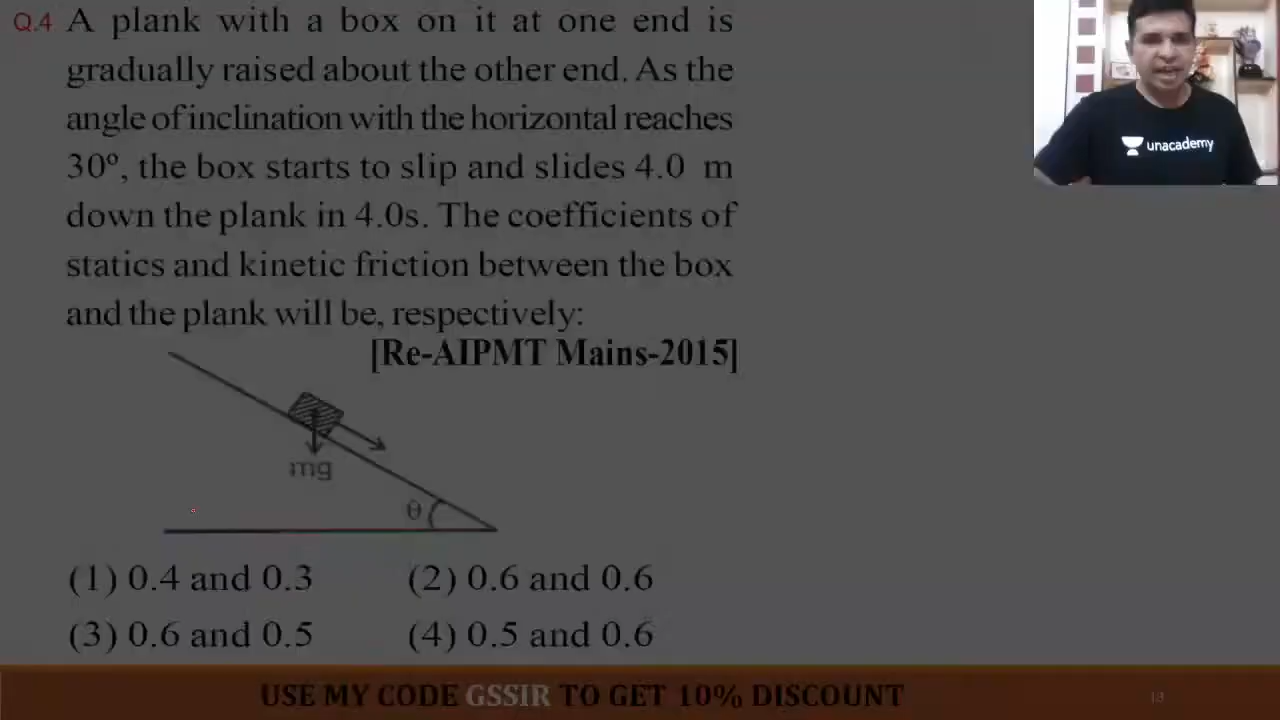 Q.4 A plank with a box on it at one end is
gradually raised about the other end. As the
angle of inclination with the horizontal reaches
30º, the box starts to slip and slides 4.0 m
down the plank in 4.0s. The coefficients of
statics and kinetic friction between the box
and the plank will be, respectively:
[Re-AIPMT Mains-2015]
mg
θ
(1) 0.4 and 0.3 (2) 0.6 and 0.6
(3) 0.6 and 0.5 (4) 0.5 and 0.6
USE MY CODE GSSIR TO GET 10% DISCOUNT
13
unacademy